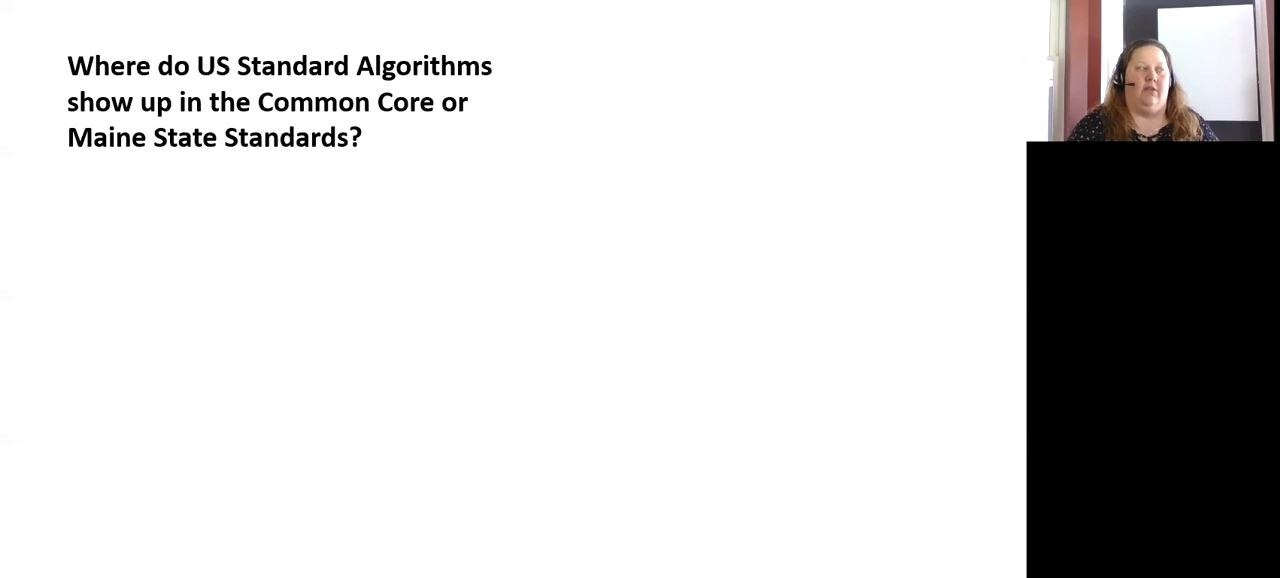 Where do US Standard Algorithms
show up in the Common Core or
Maine State Standards?